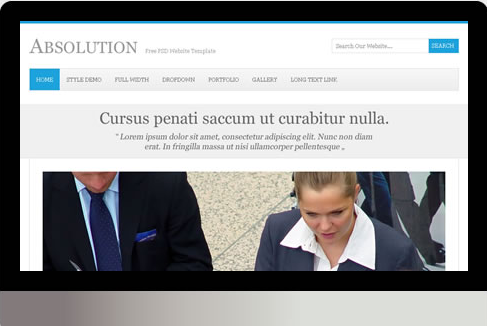 ABSOLUTION
Free PSD Website Template
Search Our Website...
SEARCH
HOME
STYLE DEMO
FULL WIDTH
DROPDOWN
PORTFOLIO
GALLERY
LONG TEXT LINK
Cursus penati saccum ut curabitur nulla.
“ Lorem ipsum dolor sit amet, consectetur adipiscing elit. Nunc non diam
erat. In fringilla massa ut nisi ullamcorper pellentesque „